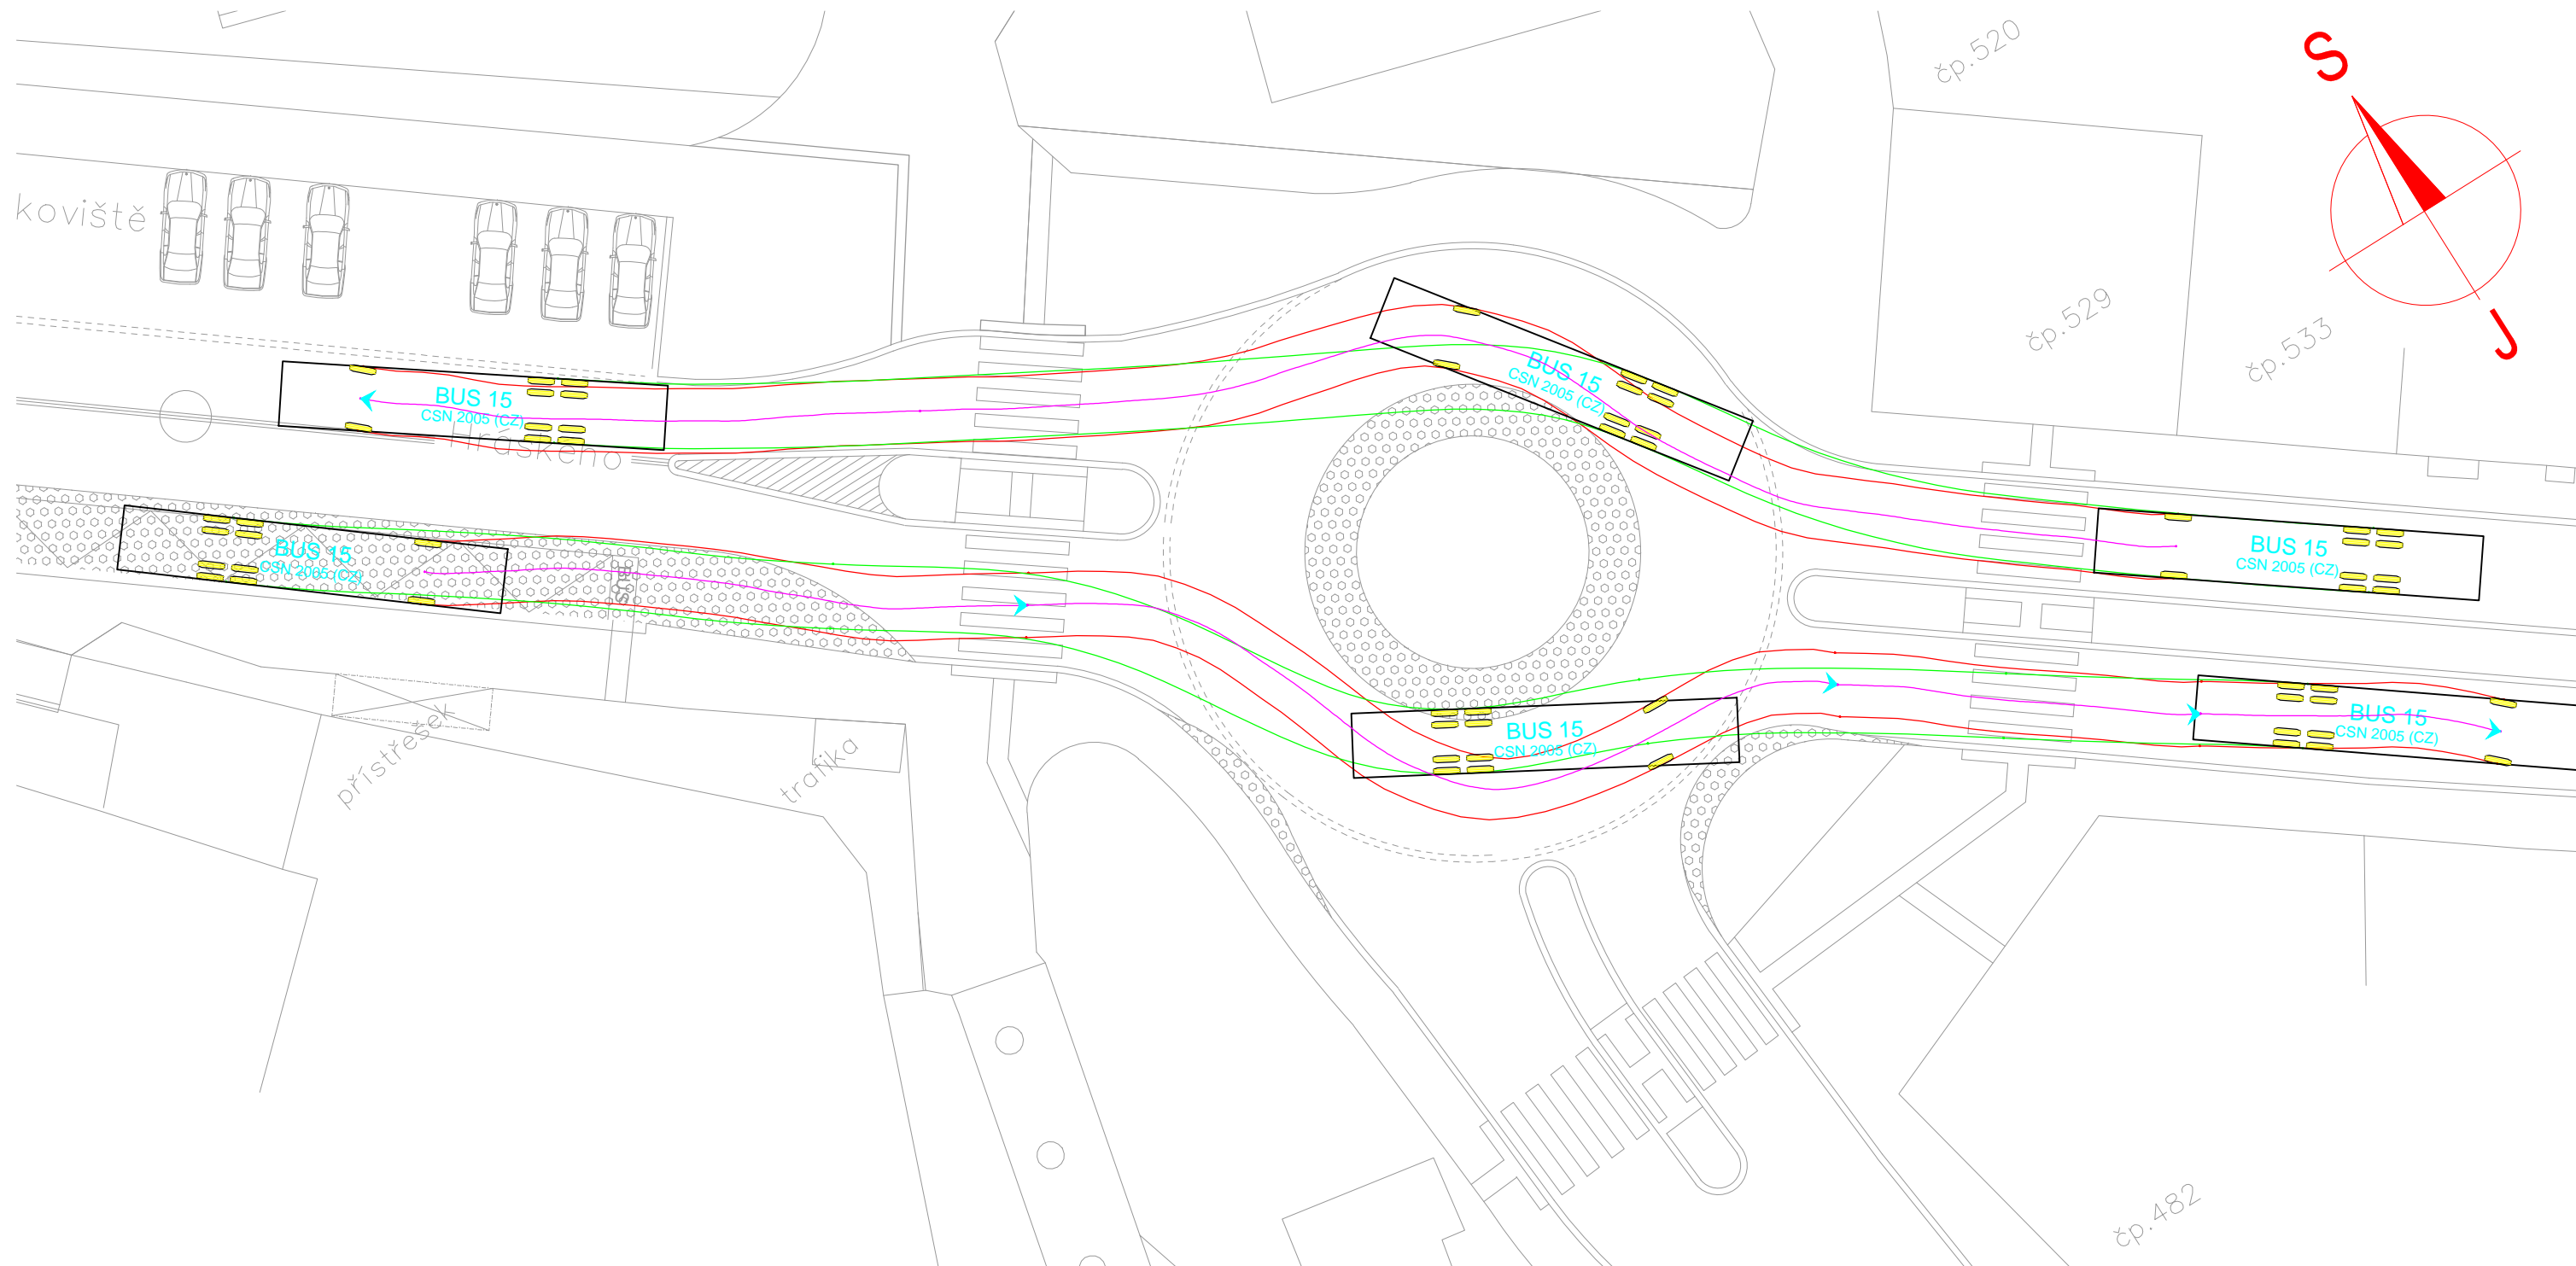 čp.520
S
koviště
čp.529
čp.533
J
BUS 15
CSN 2005 (CZ)
BUS 15
CSN 2005 (CZ)
BUS 15
CSN 2005 (CZ)
BUS 15
CSN 2005 (CZ)
BUS
BUS 15
CSN 2005 (CZ)
BUS 15
CSN 2005 (CZ)
přístřešek
trafika
čp.482